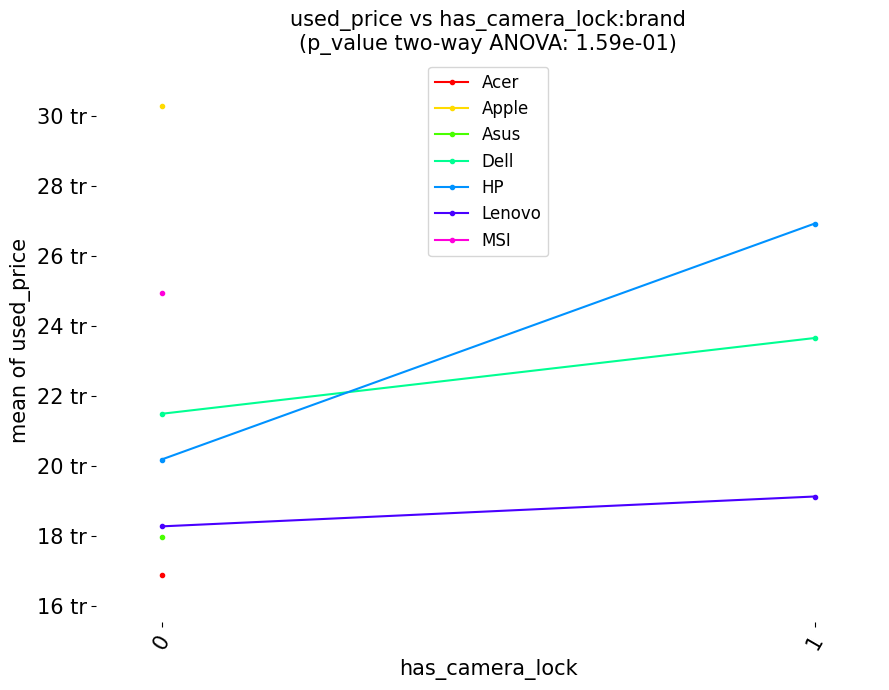 used_price vs has_camera_lock:brand
(p_value two-way ANOVA: 1.59e-01)
Acer
Apple
Asus
Dell
HP
Lenovo
MSI
30 tr
28 tr
26 tr
24 tr
22 tr
20 tr
18 tr
16 tr
mean of used_price
0
1
has_camera_lock